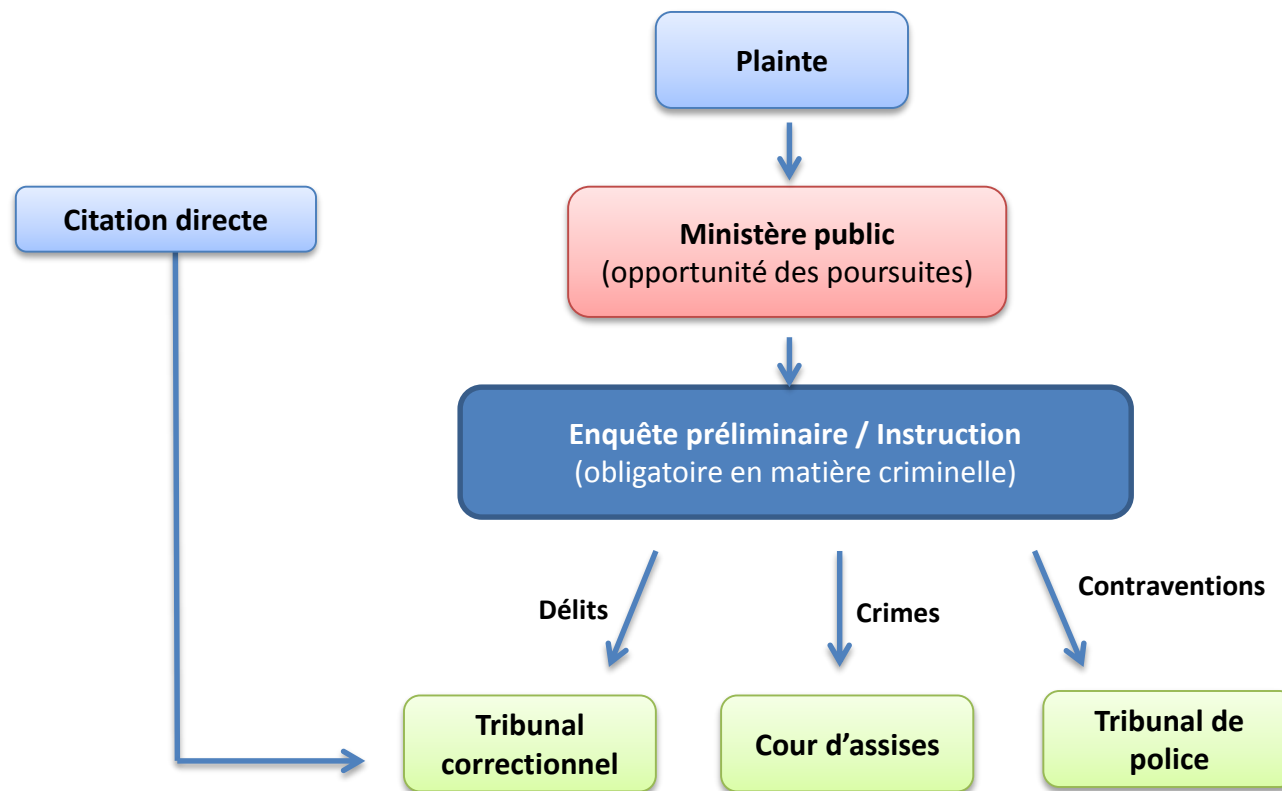 Plainte
Citation directe
Ministère public
(opportunité des poursuites)
Enquête préliminaire / Instruction
(obligatoire en matière criminelle)
Délits
Crimes
Contraventions
Tribunal
correctionnel
Cour d’assises
Tribunal de
police